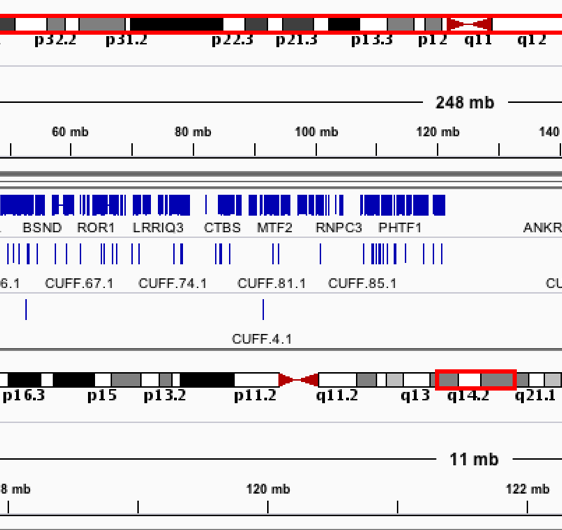 p32.2 p31.2 p22.3 p21.3 p13.3 p12 q11 q12
248 mb
60 mb 80 mb 100 mb 120 mb 140
BSND ROR1 LRRIQ3 CTBS MTF2 RNPC3 PHTF1 ANKR
6.1 CUFF.67.1 CUFF.74.1 CUFF.81.1 CUFF.85.1 CU
CUFF.4.1
p16.3 p15 p13.2 p11.2 q11.2 q13 q14.2 q21.1
11 mb
8 mb 120 mb 122 mb